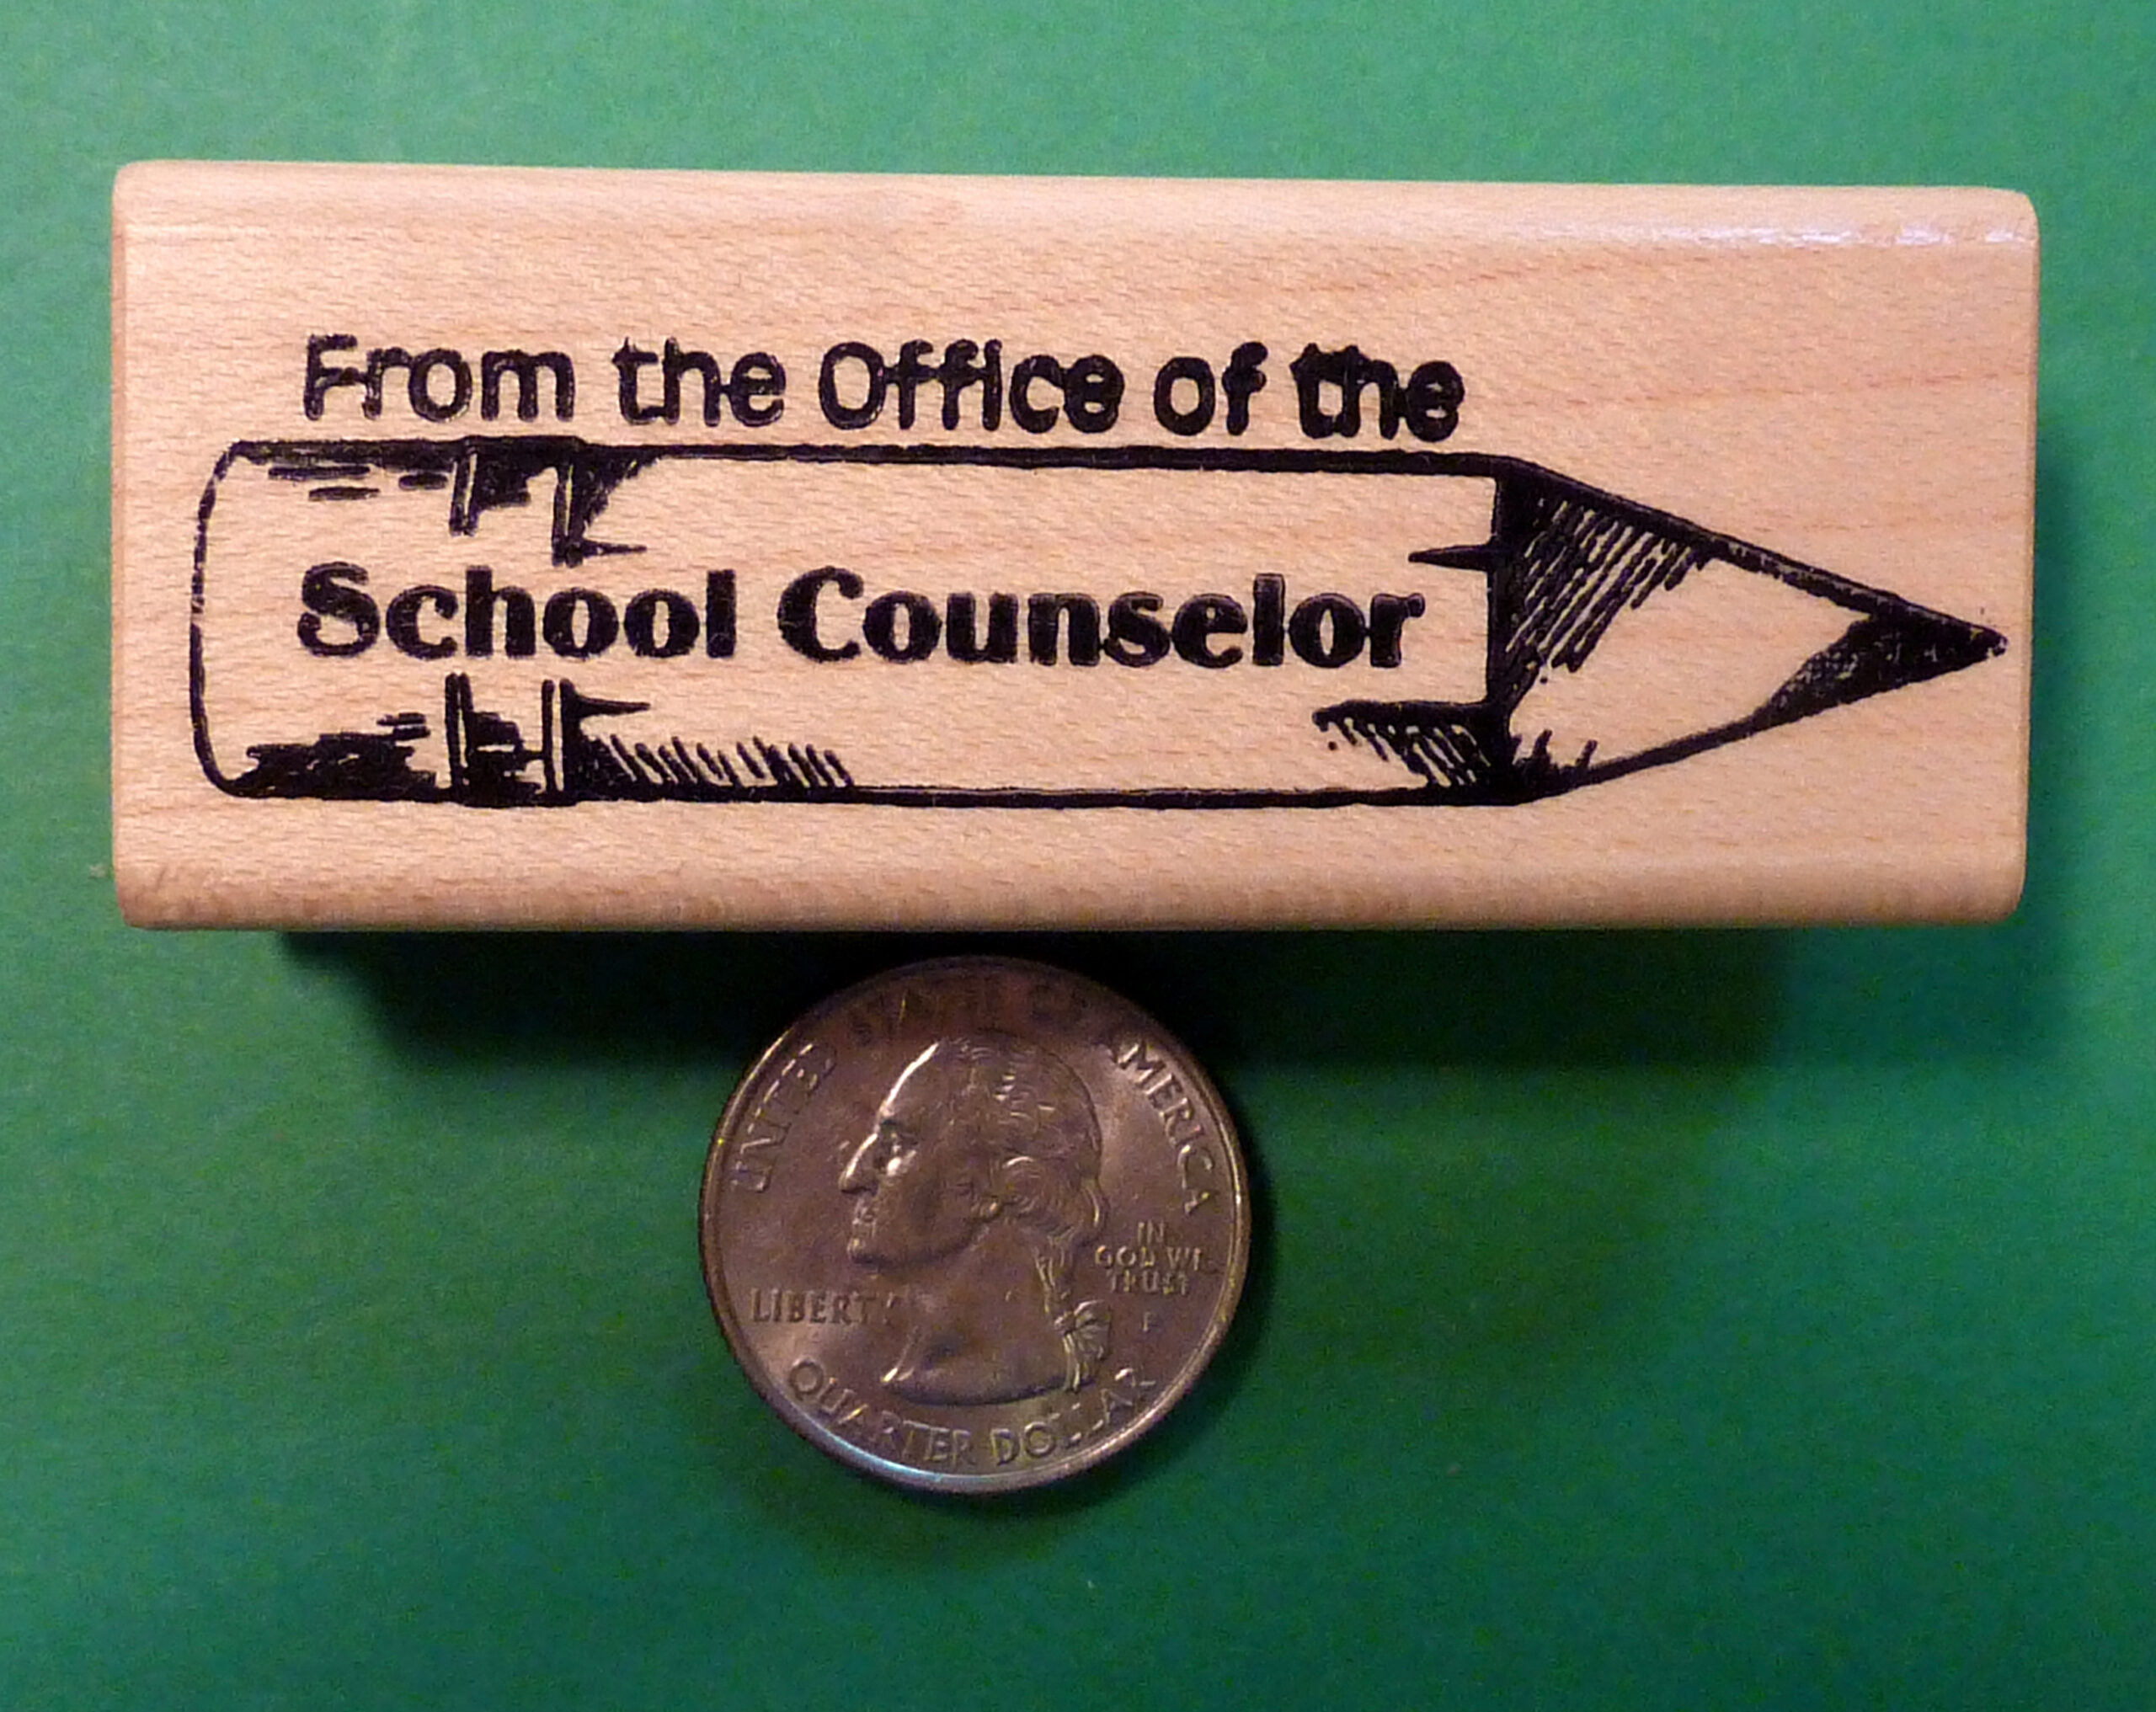 From the Office of the
School Counselor
UNITED STATES OF AMERICA
LIBERTY
IN
GOD WE
TRUST
P
QUARTER DOLLAR